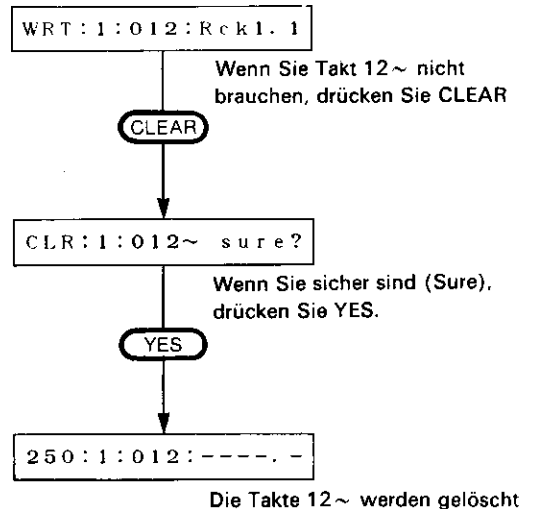 WRT:1:012:Rck1.1
Wenn Sie Takt 12~ nicht
brauchen, drücken Sie CLEAR
CLEAR
CLR:1:012~ sure?
Wenn Sie sicher sind (Sure),
drücken Sie YES.
YES
250:1:012:----.-
Die Takte 12~ werden gelöscht